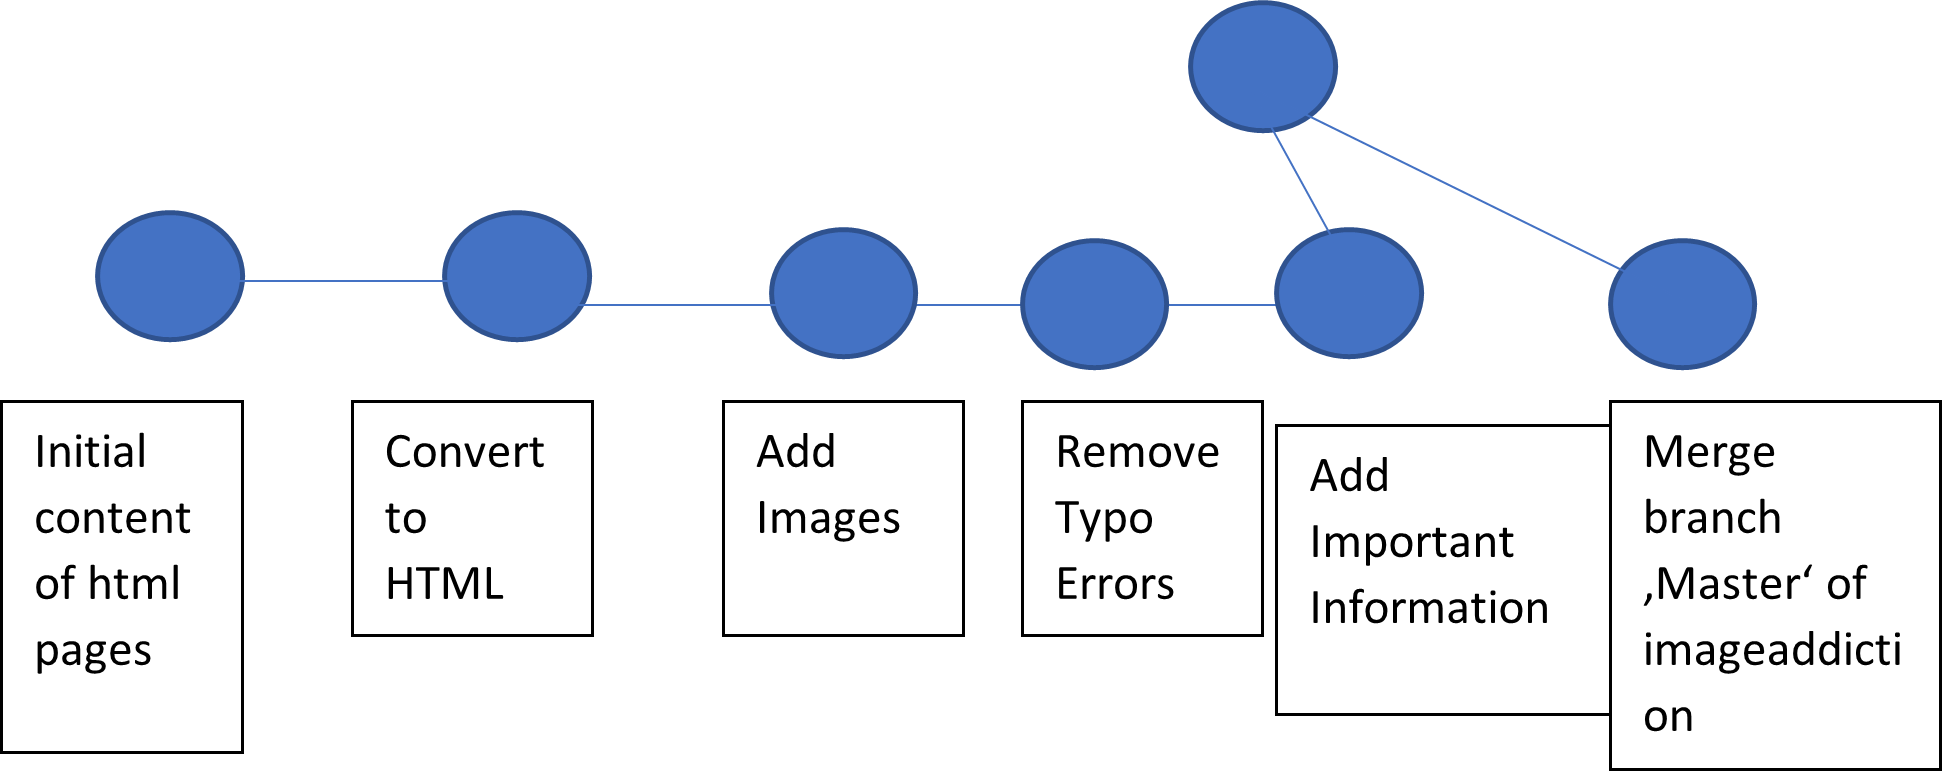 Initial
content
of html
pages
Convert
to
HTML
Add
Images
Remove
Typo
Errors
Add
Important
Information
Merge
branch
‚Master‘ of
imageaddicti
on